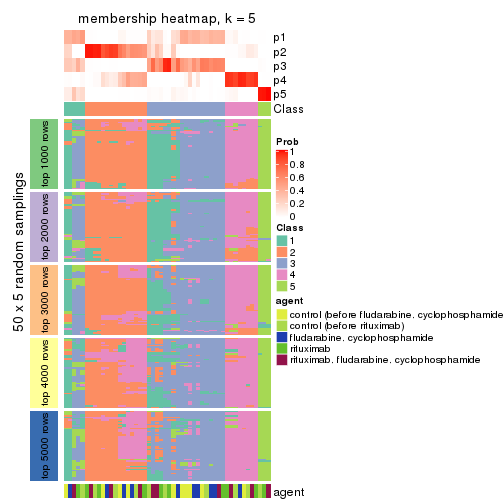 membership heatmap, k = 5
p1
p2
p3
p4
p5
Class
50 x 5 random samplings
top 1000 rows
top 2000 rows
top 3000 rows
top 4000 rows
top 5000 rows
Prob
1
0.8
0.6
0.4
0.2
0
Class
1
2
3
4
5
agent
control (before fludarabine. cyclophosphamide
control (before rituximab)
fludarabine. cyclophosphamide
rituximab
rituximab. fludarabine. cyclophosphamide
agent